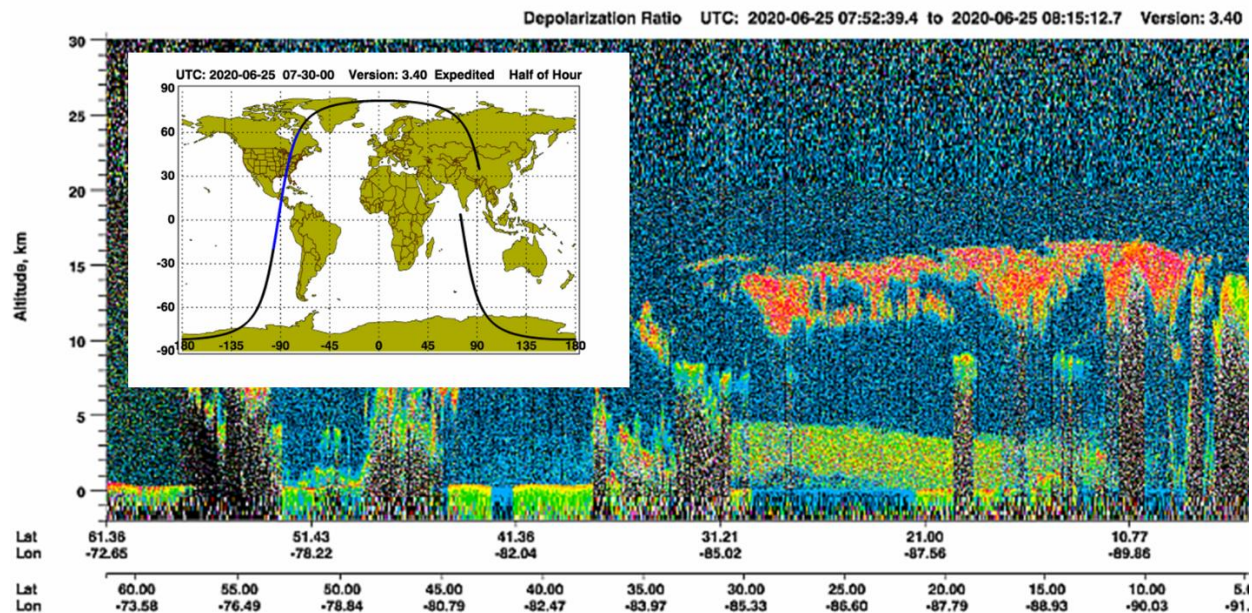 Depolarization Ratio UTC: 2020-06-25 07:52:39.4 to 2020-06-25 08:15:12.7 Version: 3.40
30
25
20
15
10
5
0
Altitude, km
UTC: 2020-06-25 07-30-00 Version: 3.40 Expedited Half of Hour
90
60
30
0
-30
-60
-90
-180 -135 -90 -45 0 45 90 135 180
Lat 61.36 51.43 41.36 31.21 21.00 10.77
Lon -72.65 -78.22 -82.04 -85.02 -87.56 -89.86
Lat 60.00 55.00 50.00 45.00 40.00 35.00 30.00 25.00 20.00 15.00 10.00 5.0
Lon -73.58 -76.49 -78.84 -80.79 -82.47 -83.97 -85.33 -86.60 -87.79 -88.93 -90.03 -91.